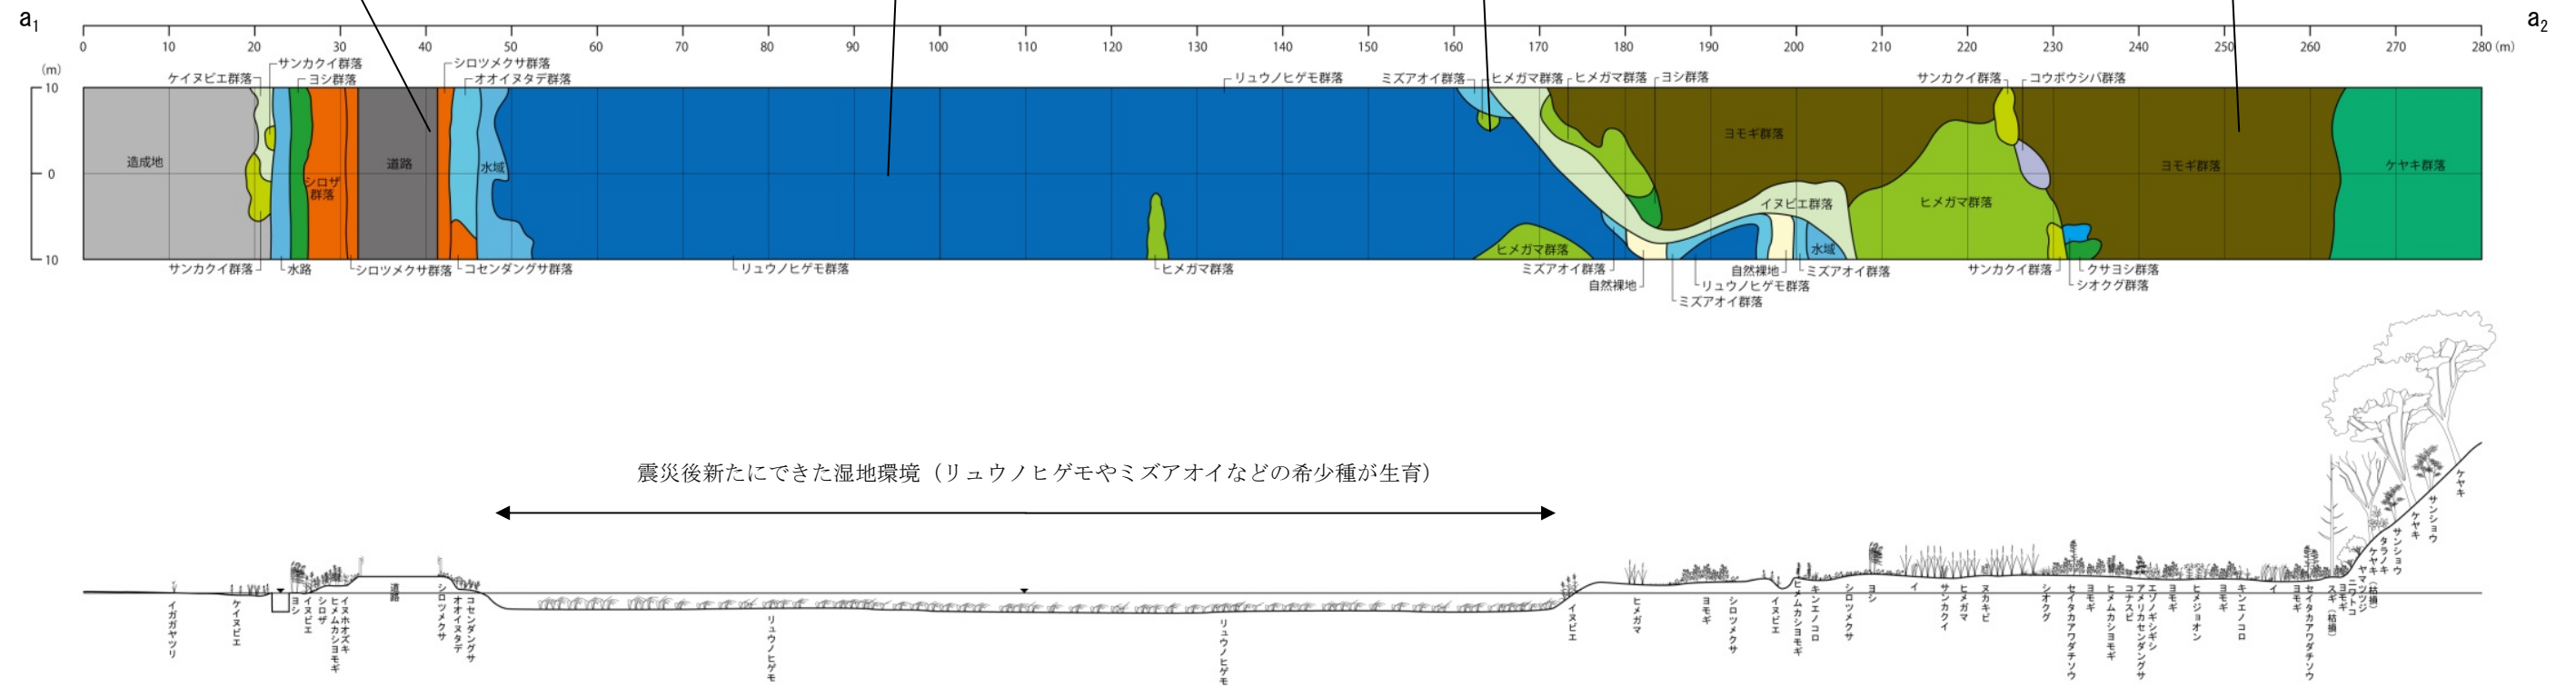 a1
a2
0 10 20 30 40 50 60 70 80 90 100 110 120 130 140 150 160 170 180 190 200 210 220 230 240 250 260 270 280 (m)
(m)
10
0
10
サンカクイ群落
シロツメクサ群落
ケイヌビエ群落
ヨシ群落
オオイヌタデ群落
リュウノヒゲモ群落
ミズアオイ群落
ヒメガマ群落
ヒメガマ群落
ヨシ群落
サンカクイ群落
コウボウシバ群落
造成地
シロザ
群落
道路
水域
ヨモギ群落
ヨモギ群落
ケヤキ群落
イヌビエ群落
ヒメガマ群落
ヒメガマ群落
水域
サンカクイ群落
水路
シロツメクサ群落
コセンダングサ群落
リュウノヒゲモ群落
ヒメガマ群落
ミズアオイ群落
自然裸地
ミズアオイ群落
サンカクイ群落
クサヨシ群落
自然裸地
リュウノヒゲモ群落
シオクグ群落
ミズアオイ群落
震災後新たにできた湿地環境（リュウノヒゲモやミズアオイなどの希少種が生育）
イガガヤツリ
ケイヌビエ
ヨシ
イヌビエ
シロザ
ヒメムカシヨモギ
イヌホオズキ
道路
シロツメクサ
オオイヌタデ
コセンダングサ
リュウノヒゲモ
リュウノヒゲモ
イヌビエ
ヒメガマ
ヨモギ
シロツメクサ
イヌビエ
ヒメムカシヨモギ
キンエノコロ
シロツメクサ
ヨシ
イ
サンカクイ
ヒメガマ
ヌカキビ
シオクグ
セイタカアワダチソウ
ヨモギ
ヒメムカシヨモギ
コナスビ
アメリカセンダングサ
エゾノギシギシ
ヨモギ
ヒメジョオン
ヨモギ
キンエノコロ
イ
ヨモギ
セイタカアワダチソウ
スギ（枯損）
ヨモギ
ニワトコ
ヤマツツジ
ケヤキ（枯損）
タラノキ
サンショウ
ケヤキ
サンショウ
ケヤキ